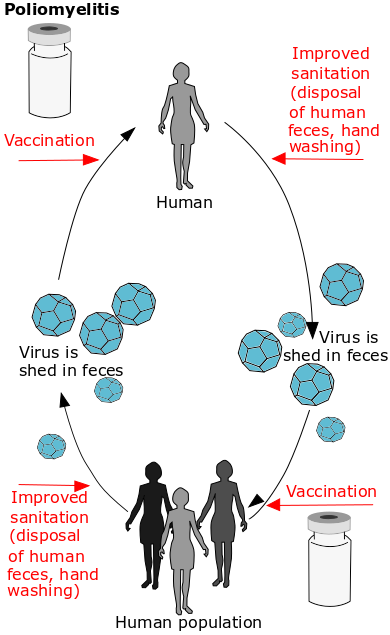 Poliomyelitis
Improved
sanitation
(disposal
of human
feces, hand
washing)
Vaccination
Human
Virus is
shed in feces
Virus is
shed in feces
Improved
sanitation
(disposal
of human
feces, hand
washing)
Vaccination
Human population